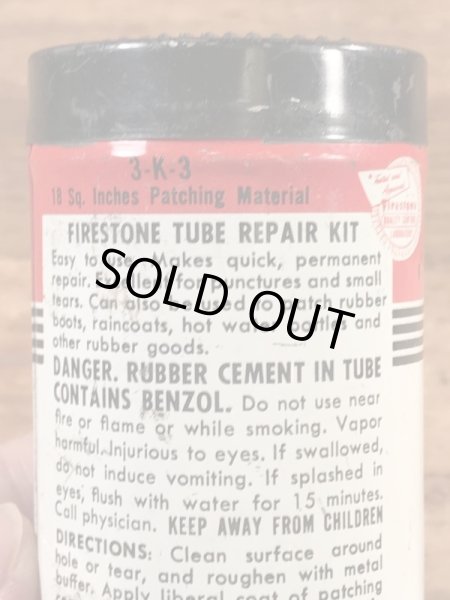 3-K-3
18 Sq. Inches Patching Material
FIRESTONE TUBE REPAIR KIT
Easy to use. Makes quick, permanent
repair. Excellent for punctures and small
tears. Can also be used to patch rubber
boots, raincoats, hot water bottles and
other rubber goods.
SOLD OUT
DANGER. RUBBER CEMENT IN TUBE
CONTAINS BENZOL. Do not use near
fire or flame or while smoking. Vapor
harmful. Injurious to eyes. If swallowed,
do not induce vomiting. If splashed in
eyes, flush with water for 15 minutes.
Call physician. KEEP AWAY FROM CHILDREN
DIRECTIONS: Clean surface around
hole or tear, and roughen with metal
buffer. Apply liberal coat of patching
Firestone